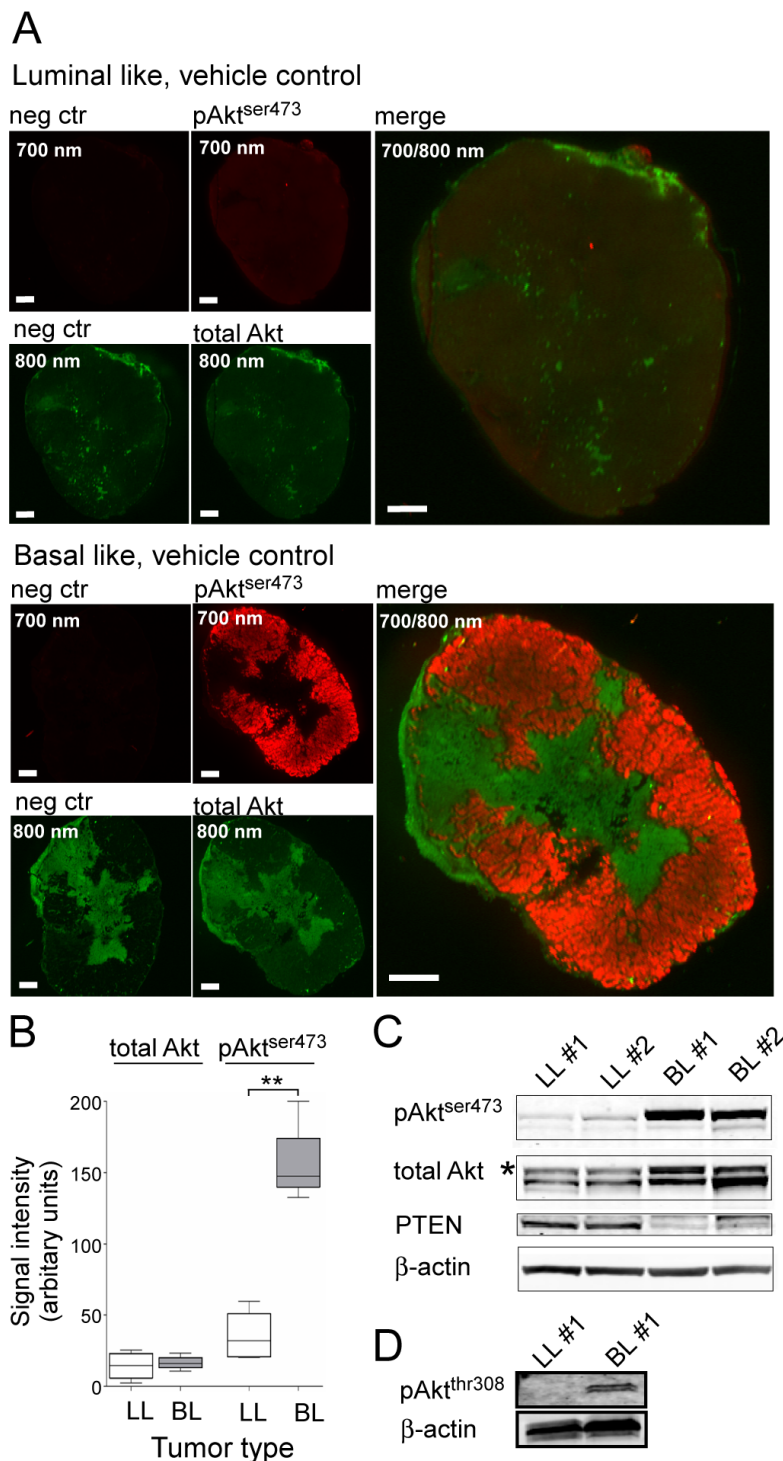 A
Luminal like, vehicle control
neg ctr pAktser473 merge
700 nm 700 nm 700/800 nm
neg ctr total Akt
800 nm 800 nm
Basal like, vehicle control
neg ctr pAktser473 merge
700 nm 700 nm 700/800 nm
neg ctr total Akt
800 nm 800 nm
B
total Akt pAktser473
**
200
150
100
50
0
Signal intensity
(arbitary units)
LL BL LL BL
Tumor type
C
LL #1 LL #2 BL #1 BL #2
pAktser473
total Akt *
PTEN
β-actin
D
LL #1 BL #1
pAktthr308
β-actin